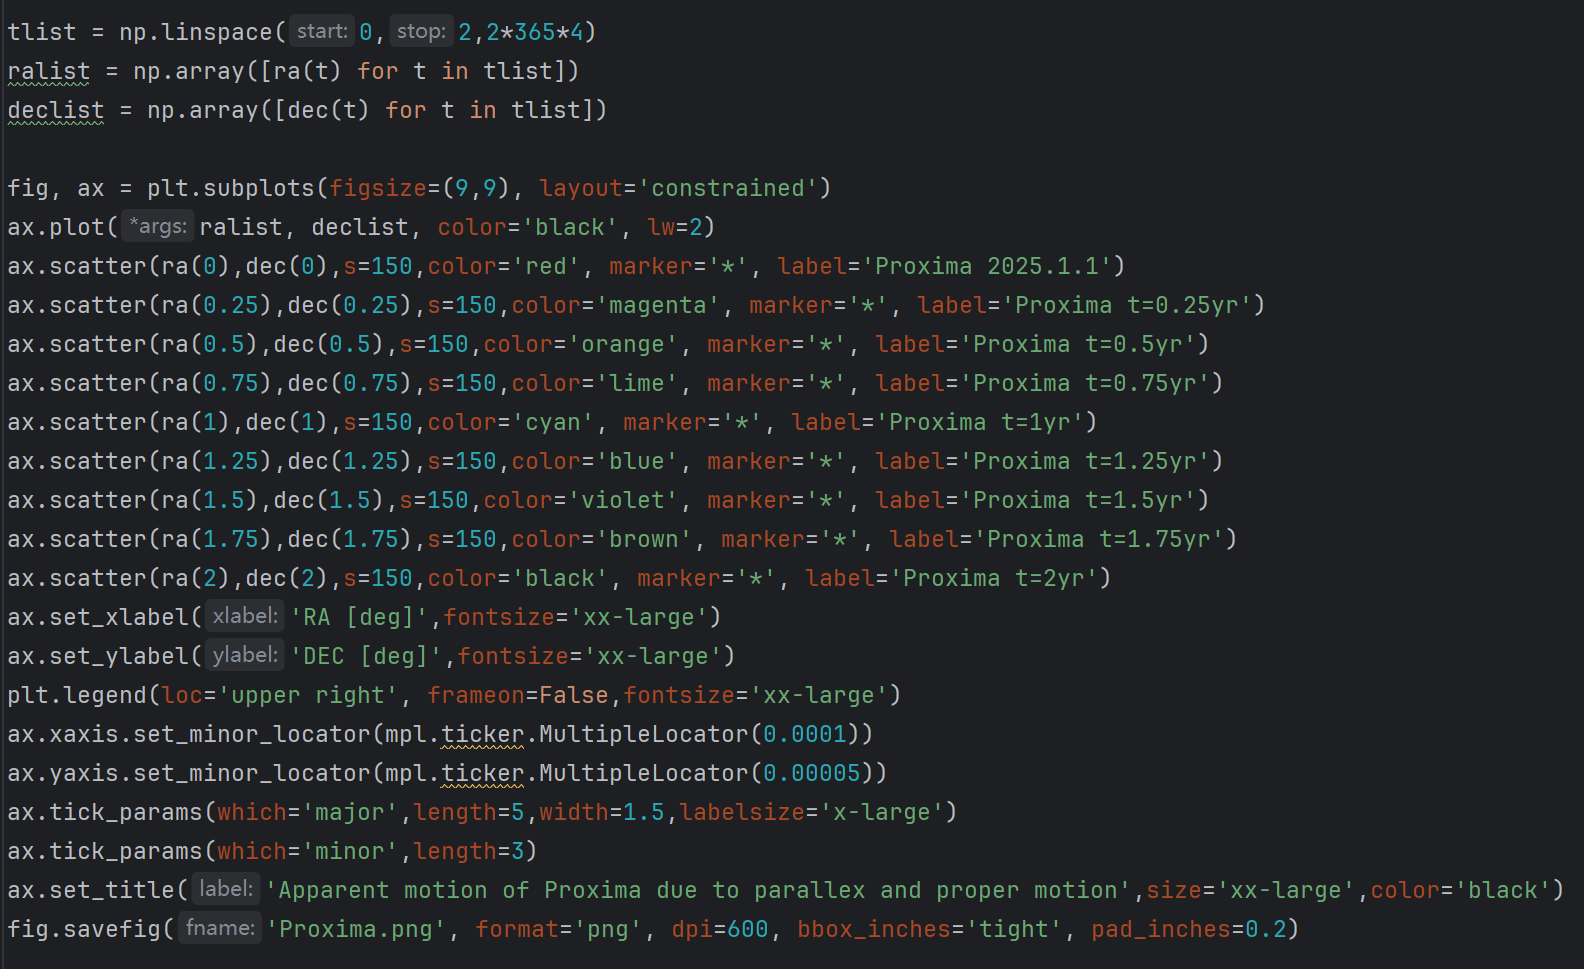 tlist = np.linspace( start: 0, stop: 2,2*365*4)
ralist = np.array([ra(t) for t in tlist])
declist = np.array([dec(t) for t in tlist])
fig, ax = plt.subplots(figsize=(9,9), layout='constrained')
ax.plot( *args: ralist, declist, color='black', lw=2)
ax.scatter(ra(0),dec(0),s=150,color='red', marker='*', label='Proxima 2025.1.1')
ax.scatter(ra(0.25),dec(0.25),s=150,color='magenta', marker='*', label='Proxima t=0.25yr')
ax.scatter(ra(0.5),dec(0.5),s=150,color='orange', marker='*', label='Proxima t=0.5yr')
ax.scatter(ra(0.75),dec(0.75),s=150,color='lime', marker='*', label='Proxima t=0.75yr')
ax.scatter(ra(1),dec(1),s=150,color='cyan', marker='*', label='Proxima t=1yr')
ax.scatter(ra(1.25),dec(1.25),s=150,color='blue', marker='*', label='Proxima t=1.25yr')
ax.scatter(ra(1.5),dec(1.5),s=150,color='violet', marker='*', label='Proxima t=1.5yr')
ax.scatter(ra(1.75),dec(1.75),s=150,color='brown', marker='*', label='Proxima t=1.75yr')
ax.scatter(ra(2),dec(2),s=150,color='black', marker='*', label='Proxima t=2yr')
ax.set_xlabel( xlabel: 'RA [deg]',fontsize='xx-large')
ax.set_ylabel( ylabel: 'DEC [deg]',fontsize='xx-large')
plt.legend(loc='upper right', frameon=False,fontsize='xx-large')
ax.xaxis.set_minor_locator(mpl.ticker.MultipleLocator(0.0001))
ax.yaxis.set_minor_locator(mpl.ticker.MultipleLocator(0.00005))
ax.tick_params(which='major',length=5,width=1.5,labelsize='x-large')
ax.tick_params(which='minor',length=3)
ax.set_title( label: 'Apparent motion of Proxima due to parallex and proper motion',size='xx-large',color='black')
fig.savefig( fname: 'Proxima.png', format='png', dpi=600, bbox_inches='tight', pad_inches=0.2)